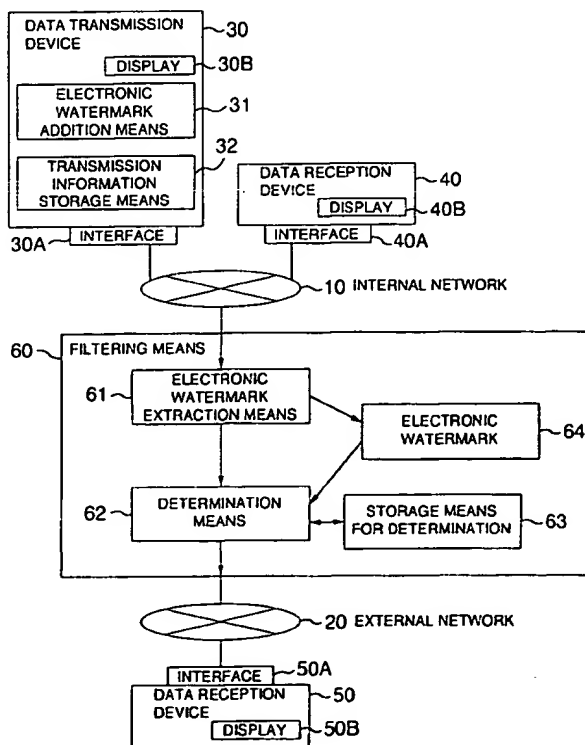 DATA TRANSMISSION
DEVICE
30
DISPLAY
30B
ELECTRONIC
WATERMARK
ADDITION MEANS
31
TRANSMISSION
INFORMATION
STORAGE MEANS
32
INTERFACE
30A
DATA RECEPTION
DEVICE
40
DISPLAY
40B
INTERFACE
40A
10 INTERNAL NETWORK
60
FILTERING MEANS
61
ELECTRONIC
WATERMARK
EXTRACTION MEANS
ELECTRONIC
WATERMARK
64
62
DETERMINATION
MEANS
STORAGE MEANS
FOR DETERMINATION
63
20 EXTERNAL NETWORK
INTERFACE
50A
DATA RECEPTION
DEVICE
50
DISPLAY
50B